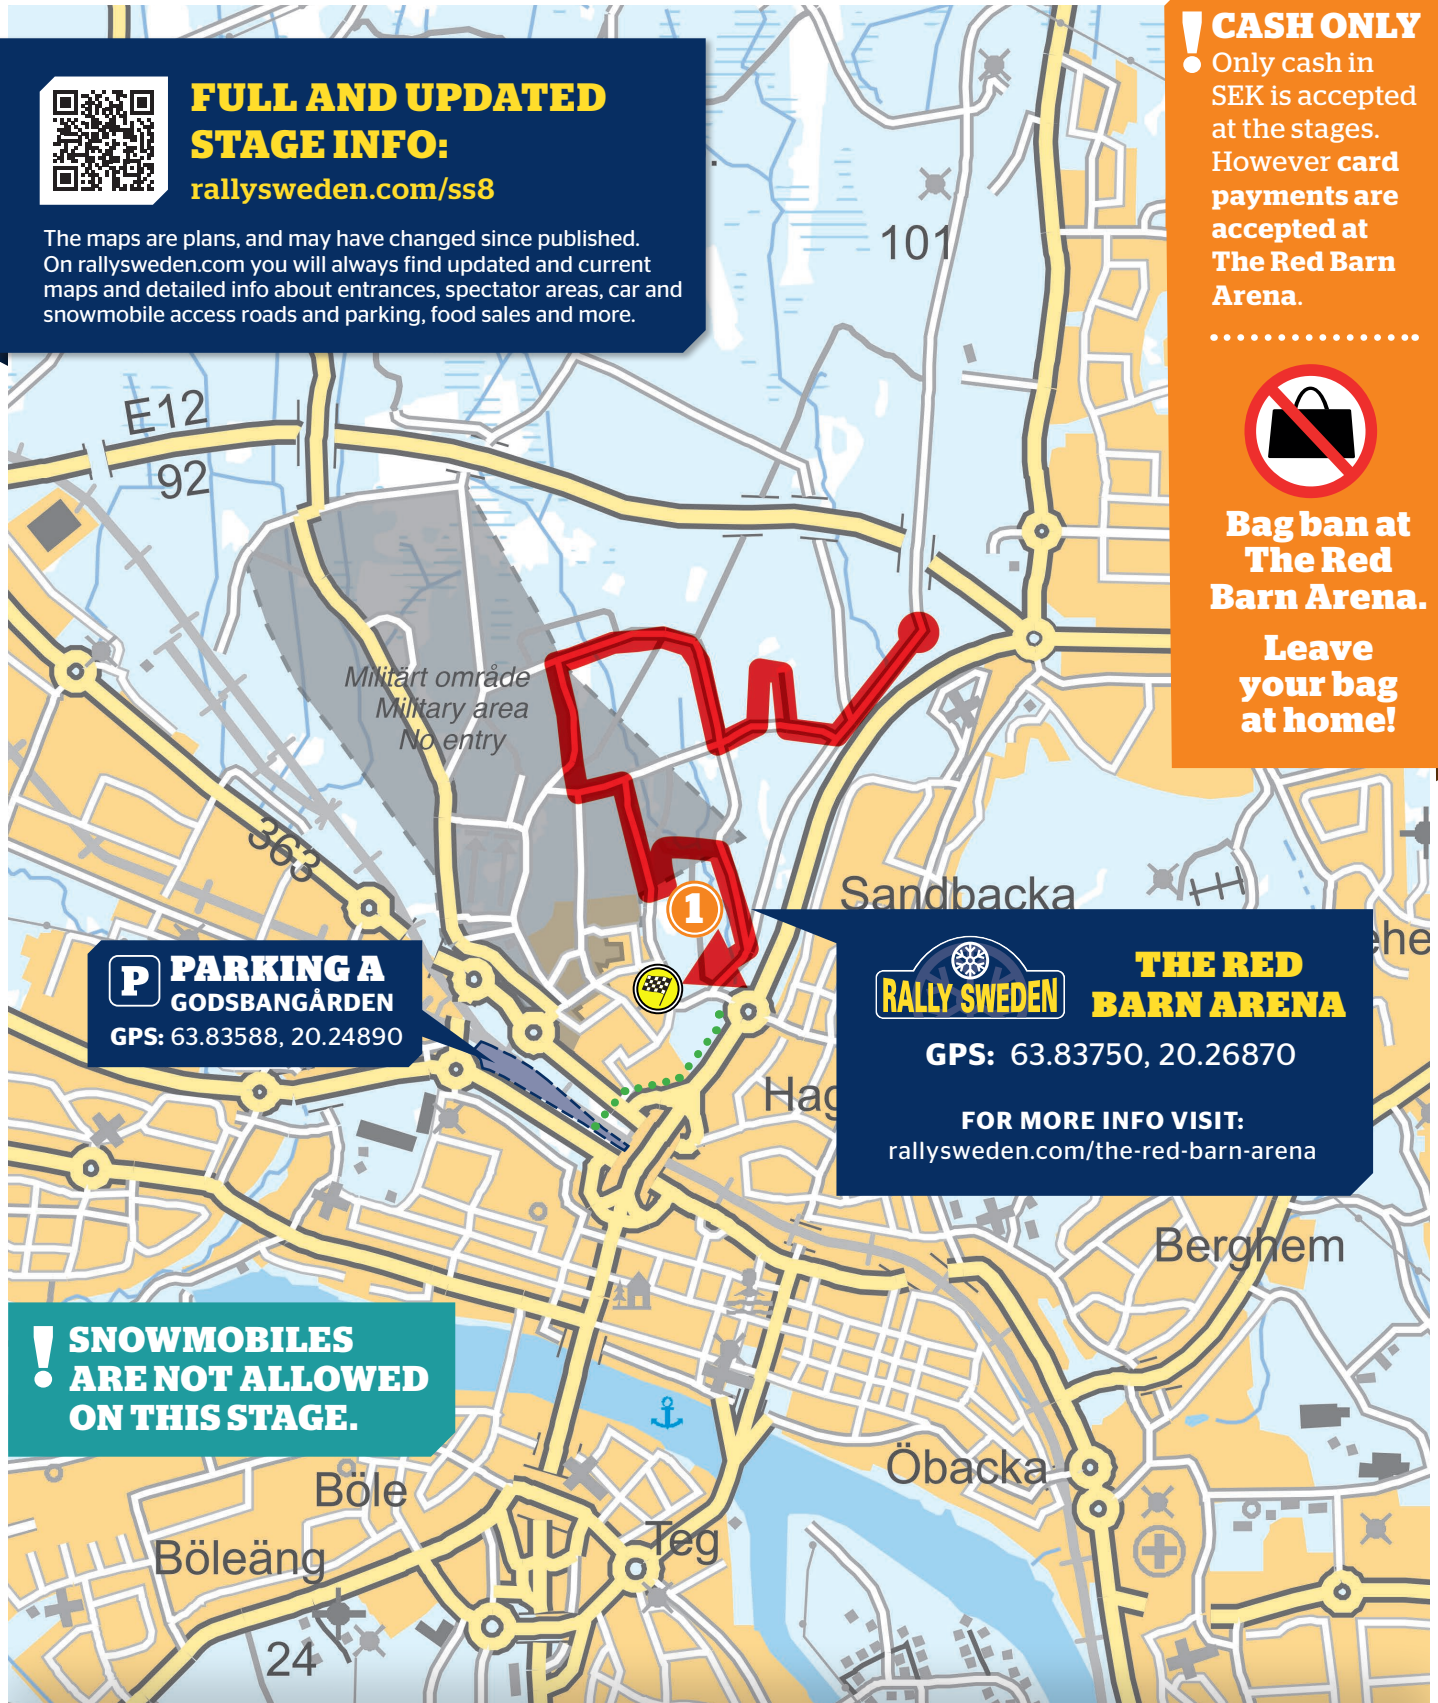 FULL AND UPDATED
STAGE INFO:
rallysweden.com/ss8
The maps are plans, and may have changed since published.
On rallysweden.com you will always find updated and current
maps and detailed info about entrances, spectator areas, car and
snowmobile access roads and parking, food sales and more.
! CASH ONLY
Only cash in
SEK is accepted
at the stages.
However card
payments are
accepted at
The Red Barn
Arena.
Bag ban at
The Red
Barn Arena.
Leave
your bag
at home!
101
E12
92
Militärt område
Military area
No entry
363
Sandbacka
1
P PARKING A
GODSBANGÅRDEN
GPS: 63.83588, 20.24890
RALLY SWEDEN
THE RED
BARN ARENA
GPS: 63.83750, 20.26870
FOR MORE INFO VISIT:
rallysweden.com/the-red-barn-arena
Hag
ehe
Berghem
! SNOWMOBILES
ARE NOT ALLOWED
ON THIS STAGE.
Böle
Öbacka
Böleäng
Teg
24